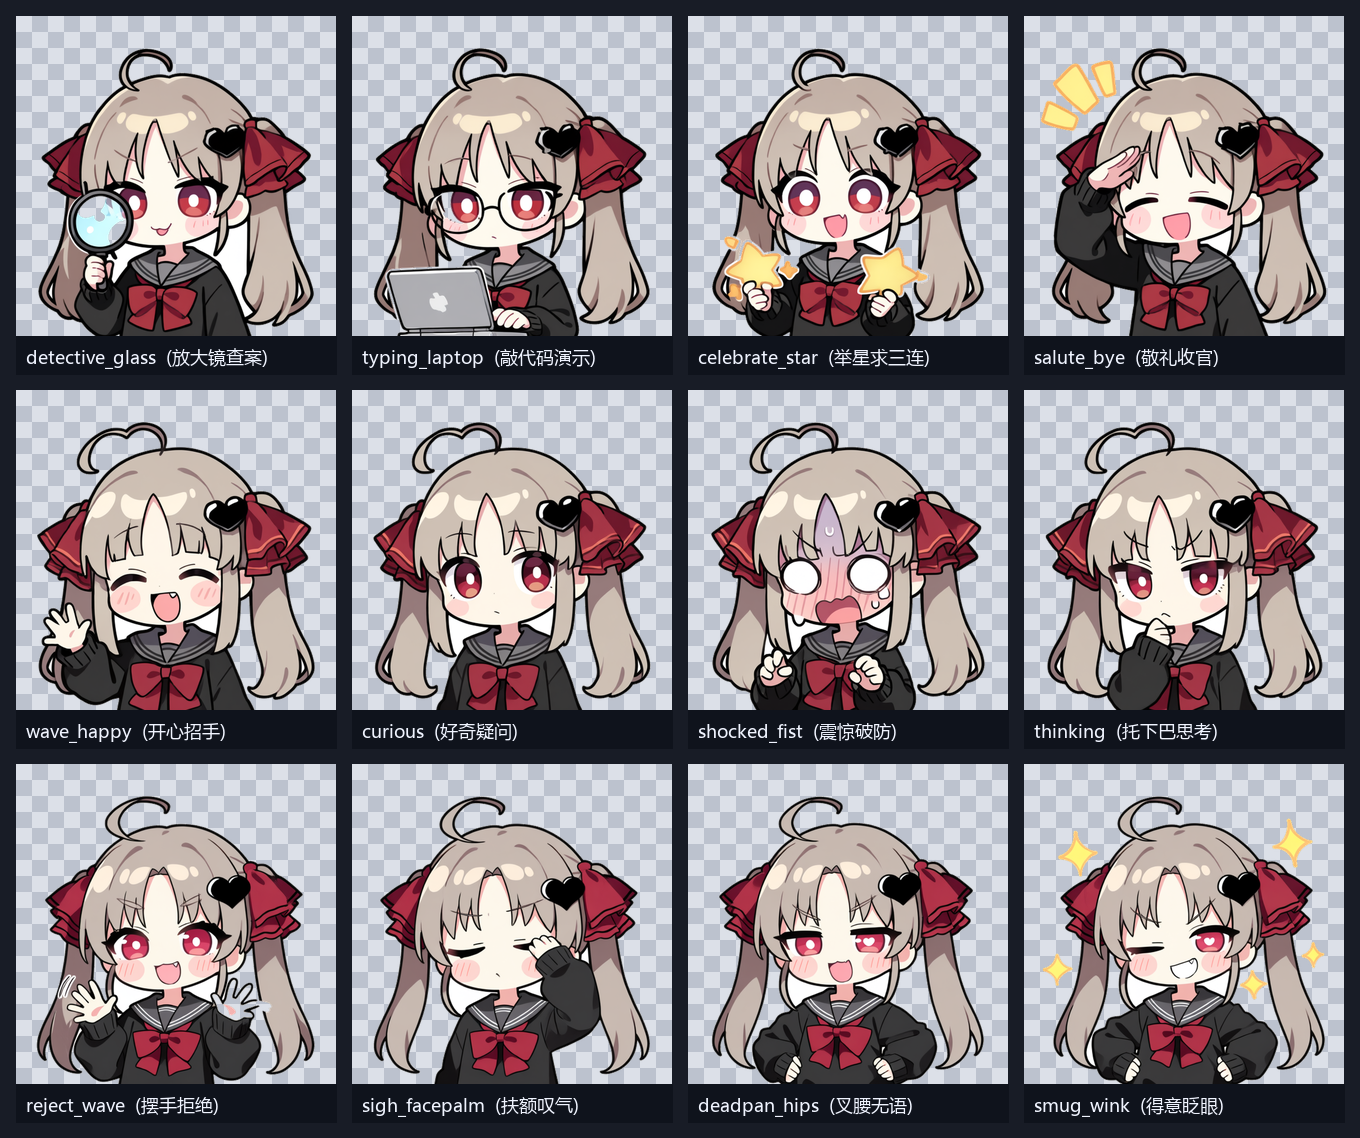 detective_glass (放大镜查案)
typing_laptop (敲代码演示)
celebrate_star (举星求三连)
salute_bye (敬礼收官)
wave_happy (开心招手)
curious (好奇疑问)
shocked_fist (震惊破防)
thinking (托下巴思考)
reject_wave (摆手拒绝)
sigh_facepalm (扶额叹气)
deadpan_hips (叉腰无语)
smug_wink (得意眨眼)